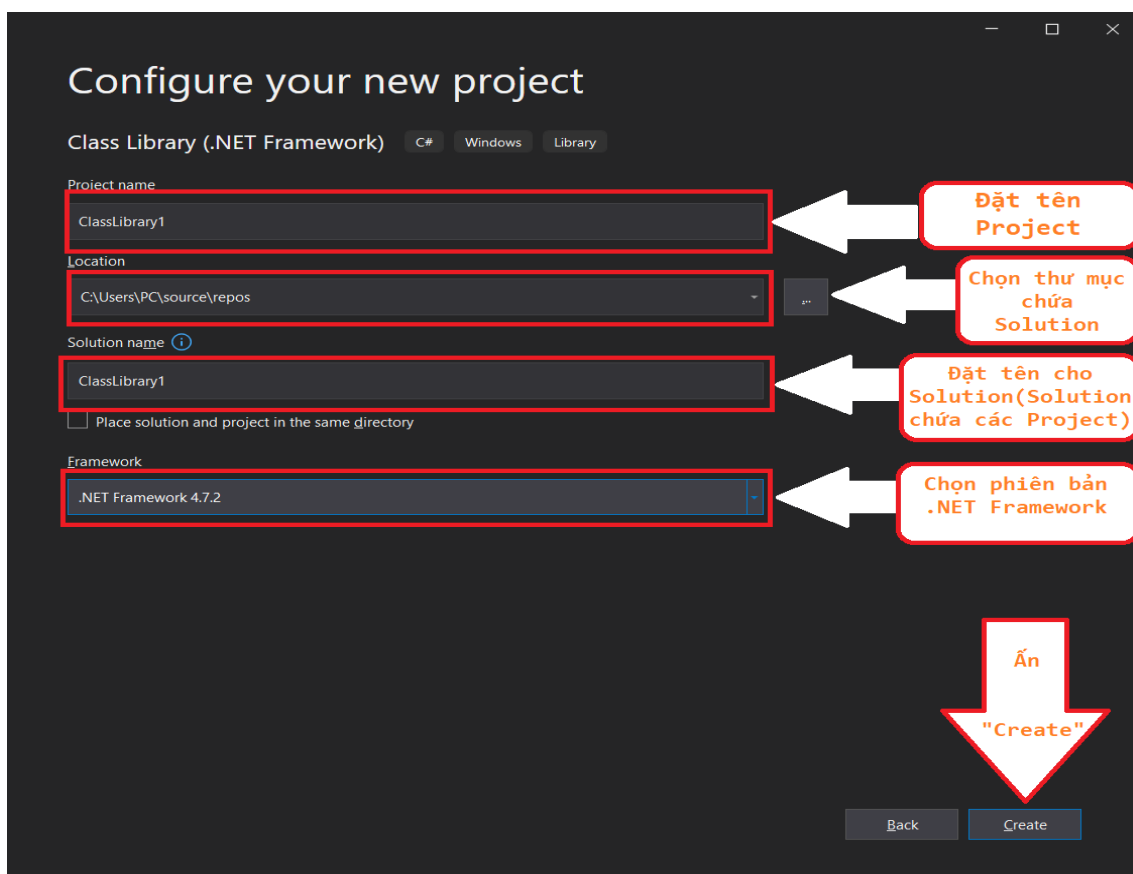 Configure your new project
Class Library (.NET Framework) C# Windows Library
Project name
ClassLibrary1
Đặt tên
Project
Location
C:\Users\PC\source\repos
...
Chọn thư mục
chứa
Solution
Solution name
ClassLibrary1
Đặt tên cho
Solution(Solution
chứa các Project)
Place solution and project in the same directory
Framework
.NET Framework 4.7.2
Chọn phiên bản
.NET Framework
Ấn
"Create"
Back
Create